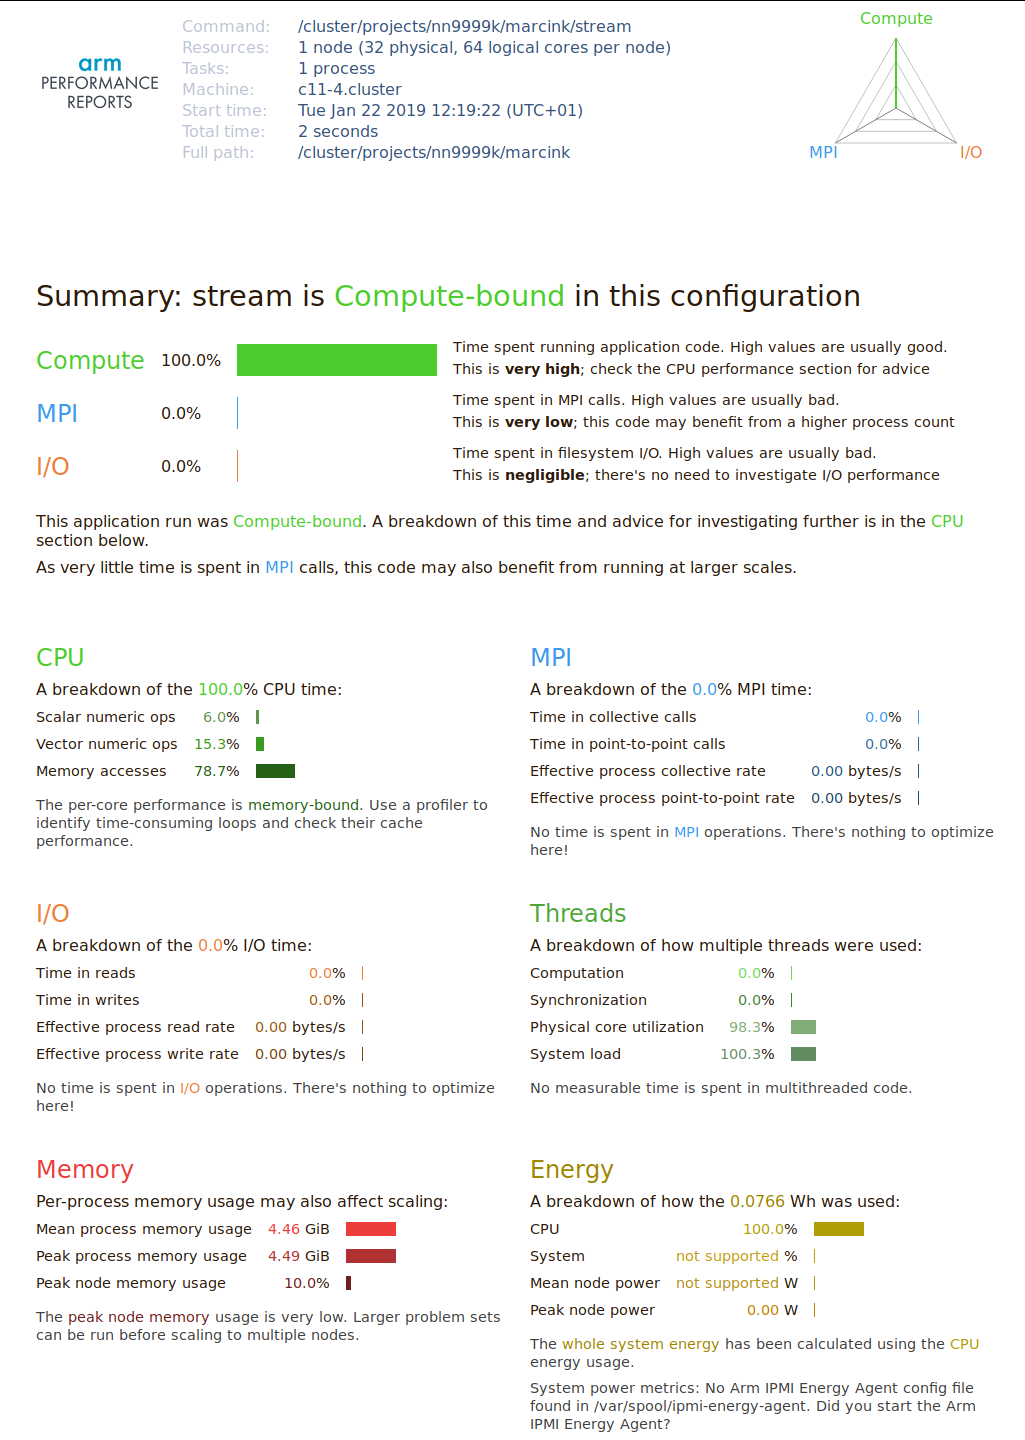 Command: /cluster/projects/nn9999k/marcink/stream
Resources: 1 node (32 physical, 64 logical cores per node)
Tasks: 1 process
Machine: c11-4.cluster
Start time: Tue Jan 22 2019 12:19:22 (UTC+01)
Total time: 2 seconds
Full path: /cluster/projects/nn9999k/marcink
arm
PERFORMANCE
REPORTS
Compute
MPI
I/O
Summary: stream is Compute-bound in this configuration
Compute 100.0%
Time spent running application code. High values are usually good.
This is very high; check the CPU performance section for advice
MPI 0.0%
Time spent in MPI calls. High values are usually bad.
This is very low; this code may benefit from a higher process count
I/O 0.0%
Time spent in filesystem I/O. High values are usually bad.
This is negligible; there's no need to investigate I/O performance
This application run was Compute-bound. A breakdown of this time and advice for investigating further is in the CPU
section below.
As very little time is spent in MPI calls, this code may also benefit from running at larger scales.
CPU
A breakdown of the 100.0% CPU time:
Scalar numeric ops 6.0%
Vector numeric ops 15.3%
Memory accesses 78.7%
The per-core performance is memory-bound. Use a profiler to
identify time-consuming loops and check their cache
performance.
MPI
A breakdown of the 0.0% MPI time:
Time in collective calls 0.0%
Time in point-to-point calls 0.0%
Effective process collective rate 0.00 bytes/s
Effective process point-to-point rate 0.00 bytes/s
No time is spent in MPI operations. There's nothing to optimize
here!
I/O
A breakdown of the 0.0% I/O time:
Time in reads 0.0%
Time in writes 0.0%
Effective process read rate 0.00 bytes/s
Effective process write rate 0.00 bytes/s
No time is spent in I/O operations. There's nothing to optimize
here!
Threads
A breakdown of how multiple threads were used:
Computation 0.0%
Synchronization 0.0%
Physical core utilization 98.3%
System load 100.3%
No measurable time is spent in multithreaded code.
Memory
Per-process memory usage may also affect scaling:
Mean process memory usage 4.46 GiB
Peak process memory usage 4.49 GiB
Peak node memory usage 10.0%
The peak node memory usage is very low. Larger problem sets
can be run before scaling to multiple nodes.
Energy
A breakdown of how the 0.0766 Wh was used:
CPU 100.0%
System not supported %
Mean node power not supported W
Peak node power 0.00 W
The whole system energy has been calculated using the CPU
energy usage.
System power metrics: No Arm IPMI Energy Agent config file
found in /var/spool/ipmi-energy-agent. Did you start the Arm
IPMI Energy Agent?